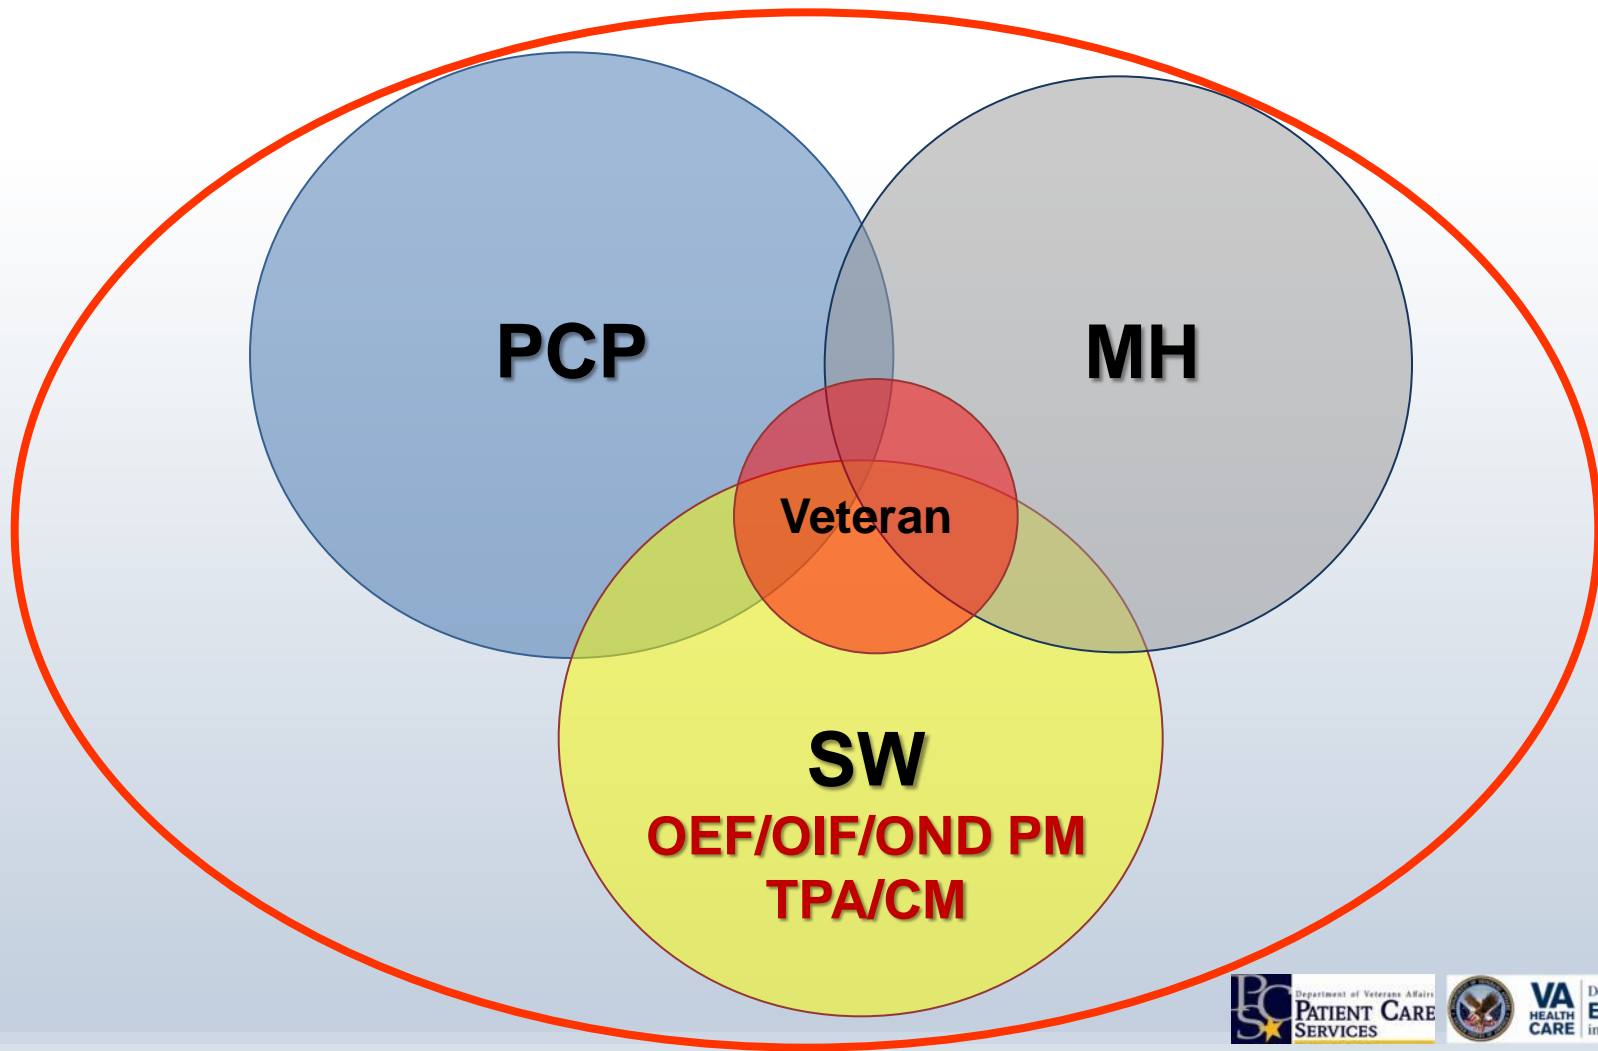 PCP
MH
Veteran
SW
OEF/OIF/OND PM
TPA/CM
Department of Veterans Affairs
PATIENT CARE
SERVICES
VA
HEALTH
CARE